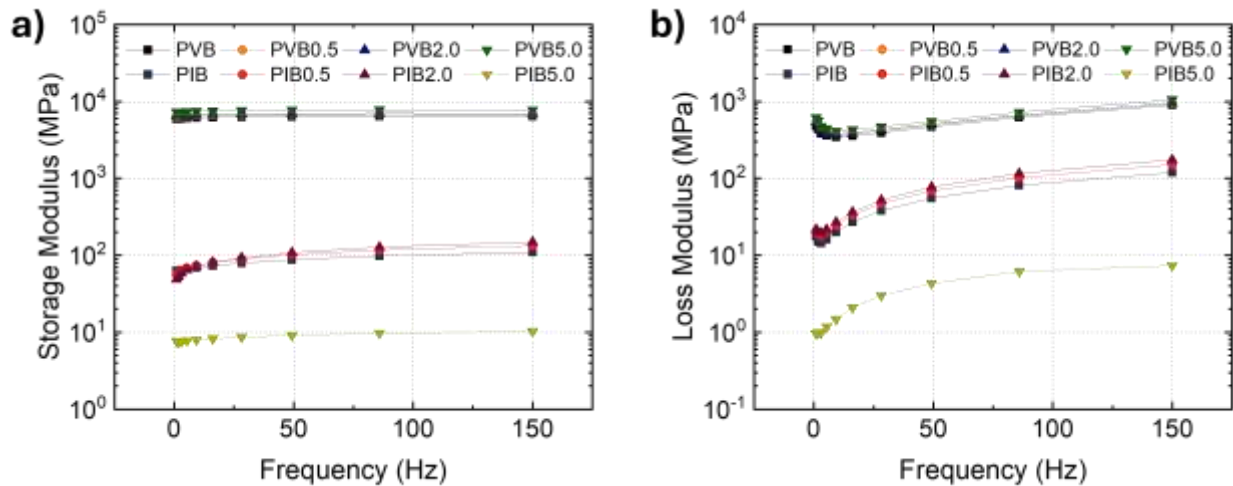 a)
10⁵
10⁴
10³
10²
10¹
10⁰
Storage Modulus (MPa)
PVB PVB0.5 PVB2.0 PVB5.0
PIB PIB0.5 PIB2.0 PIB5.0
0 50 100 150
Frequency (Hz)
b)
10⁴
10³
10²
10¹
10⁰
10⁻¹
Loss Modulus (MPa)
PVB PVB0.5 PVB2.0 PVB5.0
PIB PIB0.5 PIB2.0 PIB5.0
0 50 100 150
Frequency (Hz)